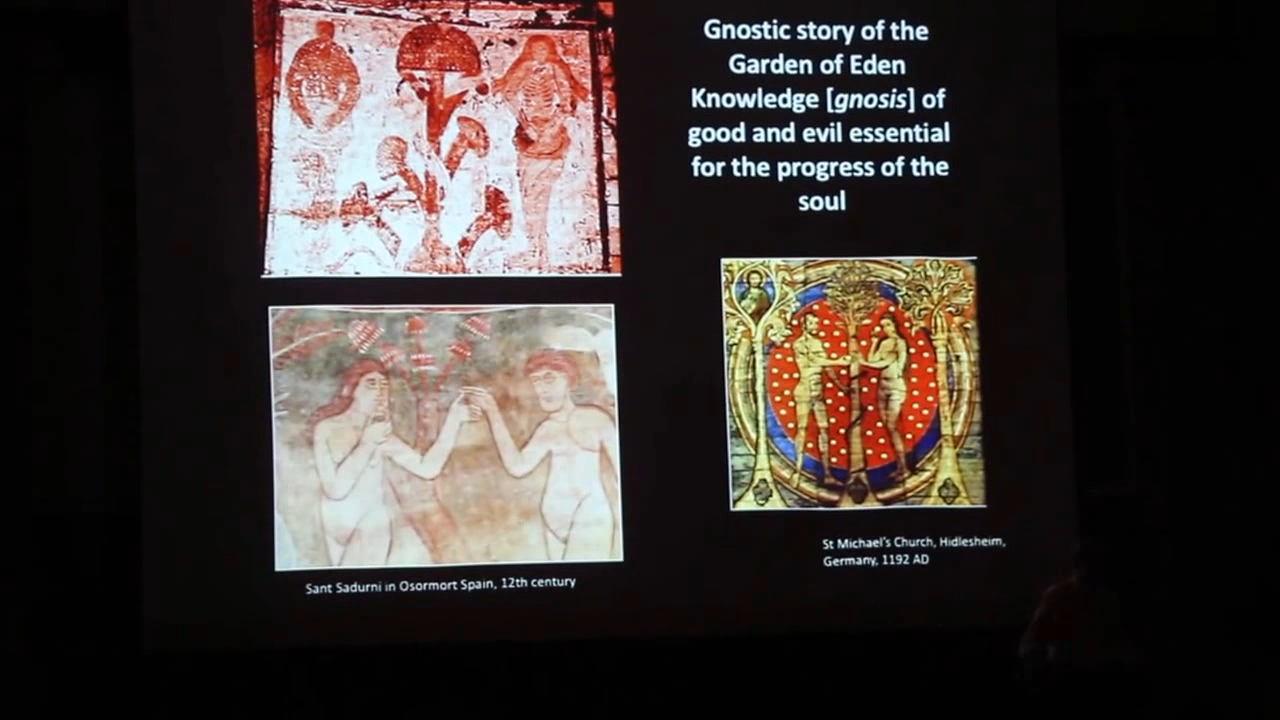 Gnostic story of the
Garden of Eden
Knowledge [gnosis] of
good and evil essential
for the progress of the
soul
Sant Sadurni in Osormort Spain, 12th century
St Michael's Church, Hidlesheim,
Germany, 1192 AD